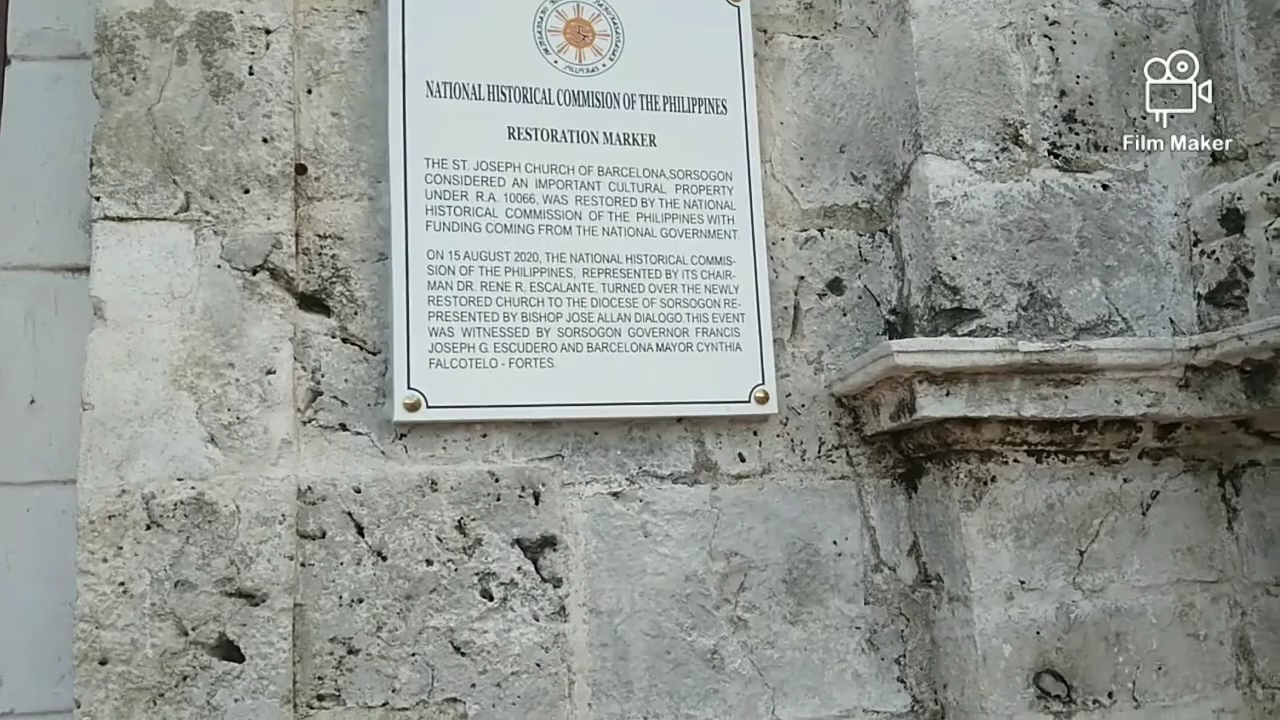 NATIONAL HISTORICAL COMMISION OF THE PHILIPPINES
RESTORATION MARKER
THE ST. JOSEPH CHURCH OF BARCELONA,SORSOGON
CONSIDERED AN IMPORTANT CULTURAL PROPERTY
UNDER R.A. 10066, WAS RESTORED BY THE NATIONAL
HISTORICAL COMMISSION OF THE PHILIPPINES WITH
FUNDING COMING FROM THE NATIONAL GOVERNMENT.
ON 15 AUGUST 2020, THE NATIONAL HISTORICAL COMMIS-
SION OF THE PHILIPPINES, REPRESENTED BY ITS CHAIR-
MAN DR. RENE R. ESCALANTE, TURNED OVER THE NEWLY
RESTORED CHURCH TO THE DIOCESE OF SORSOGON RE-
PRESENTED BY BISHOP JOSE ALLAN DIALOGO,THIS EVENT
WAS WITNESSED BY SORSOGON GOVERNOR FRANCIS
JOSEPH G. ESCUDERO AND BARCELONA MAYOR CYNTHIA
FALCOTELO - FORTES.
Film Maker